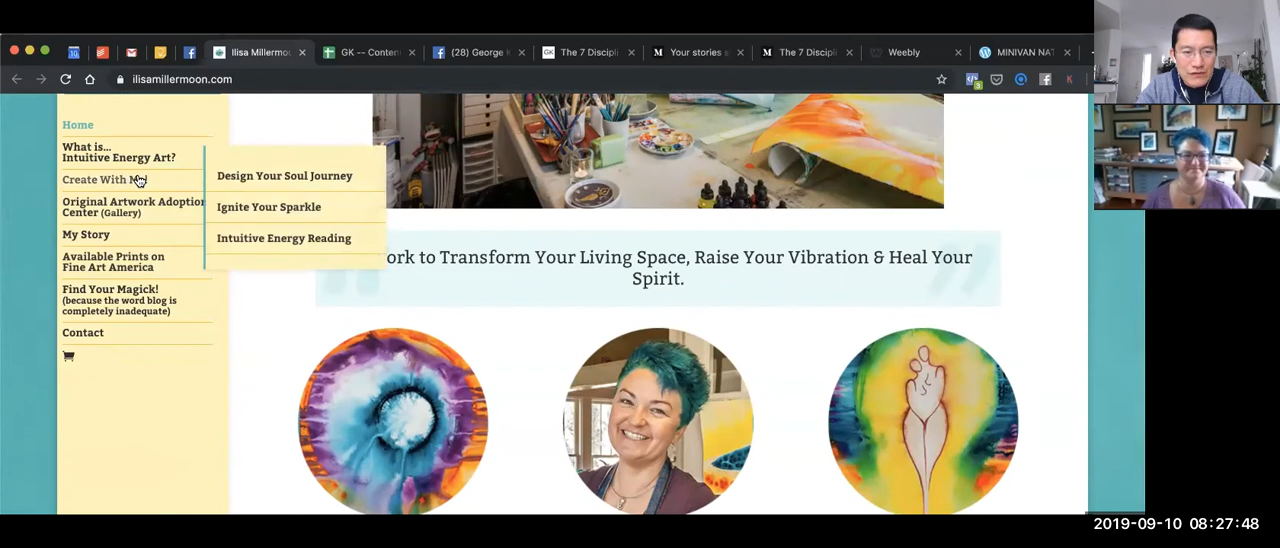 Ilisa Millermoo
GK -- Conten
(28) George
The 7 Discipli
Your stories s
The 7 Discipli
Weebly
MINIVAN NAT
ilisamillermoon.com
Home
What is...
Intuitive Energy Art?
Create With
Original Artwork Adoption
Center (Gallery)
My Story
Available Prints on
Fine Art America
Find Your Magick!
(because the word blog is
completely inadequate)
Contact
Design Your Soul Journey
Ignite Your Sparkle
Intuitive Energy Reading
ork to Transform Your Living Space, Raise Your Vibration & Heal Your
Spirit.
2019-09-10 08:27:48